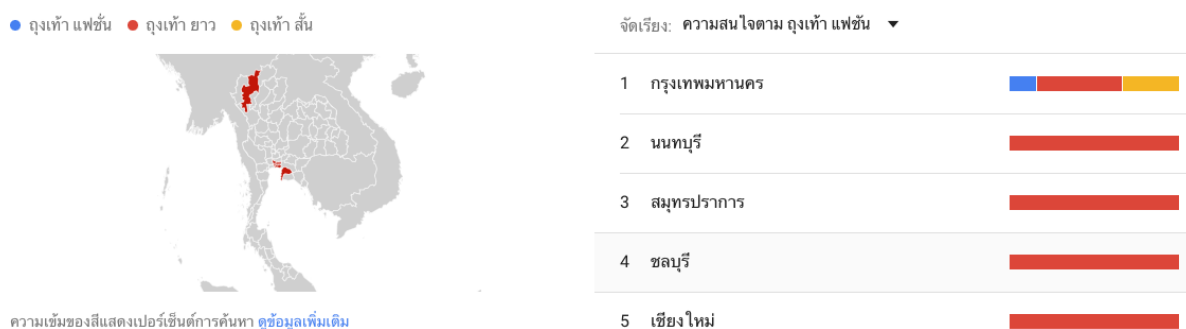 ถุงเท้า แฟชั่น ถุงเท้า ยาว ถุงเท้า สั้น
ความเข้มของสีแสดงเปอร์เซ็นต์การค้นหา ดูข้อมูลเพิ่มเติม
จัดเรียง: ความสนใจตาม ถุงเท้า แฟชั่น
1 กรุงเทพมหานคร
2 นนทบุรี
3 สมุทรปราการ
4 ชลบุรี
5 เชียงใหม่